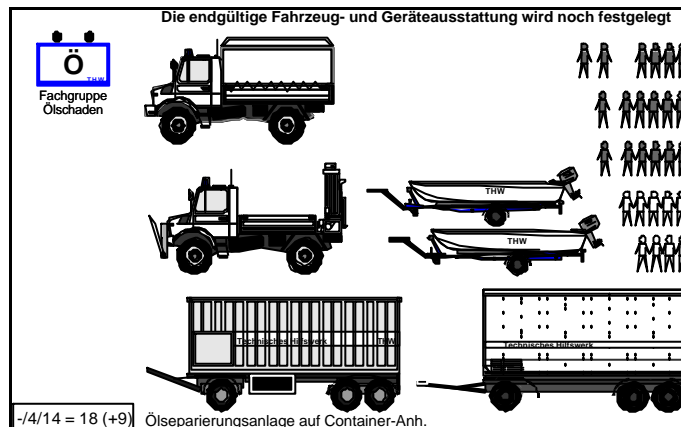 Die endgültige Fahrzeug- und Geräteausstattung wird noch festgelegt
Ö
THW
Fachgruppe
Ölschaden
THW
THW
Technisches Hilfswerk THW
Technisches Hilfswerk
-/4/14 = 18 (+9)
Ölseparierungsanlage auf Container-Anh.